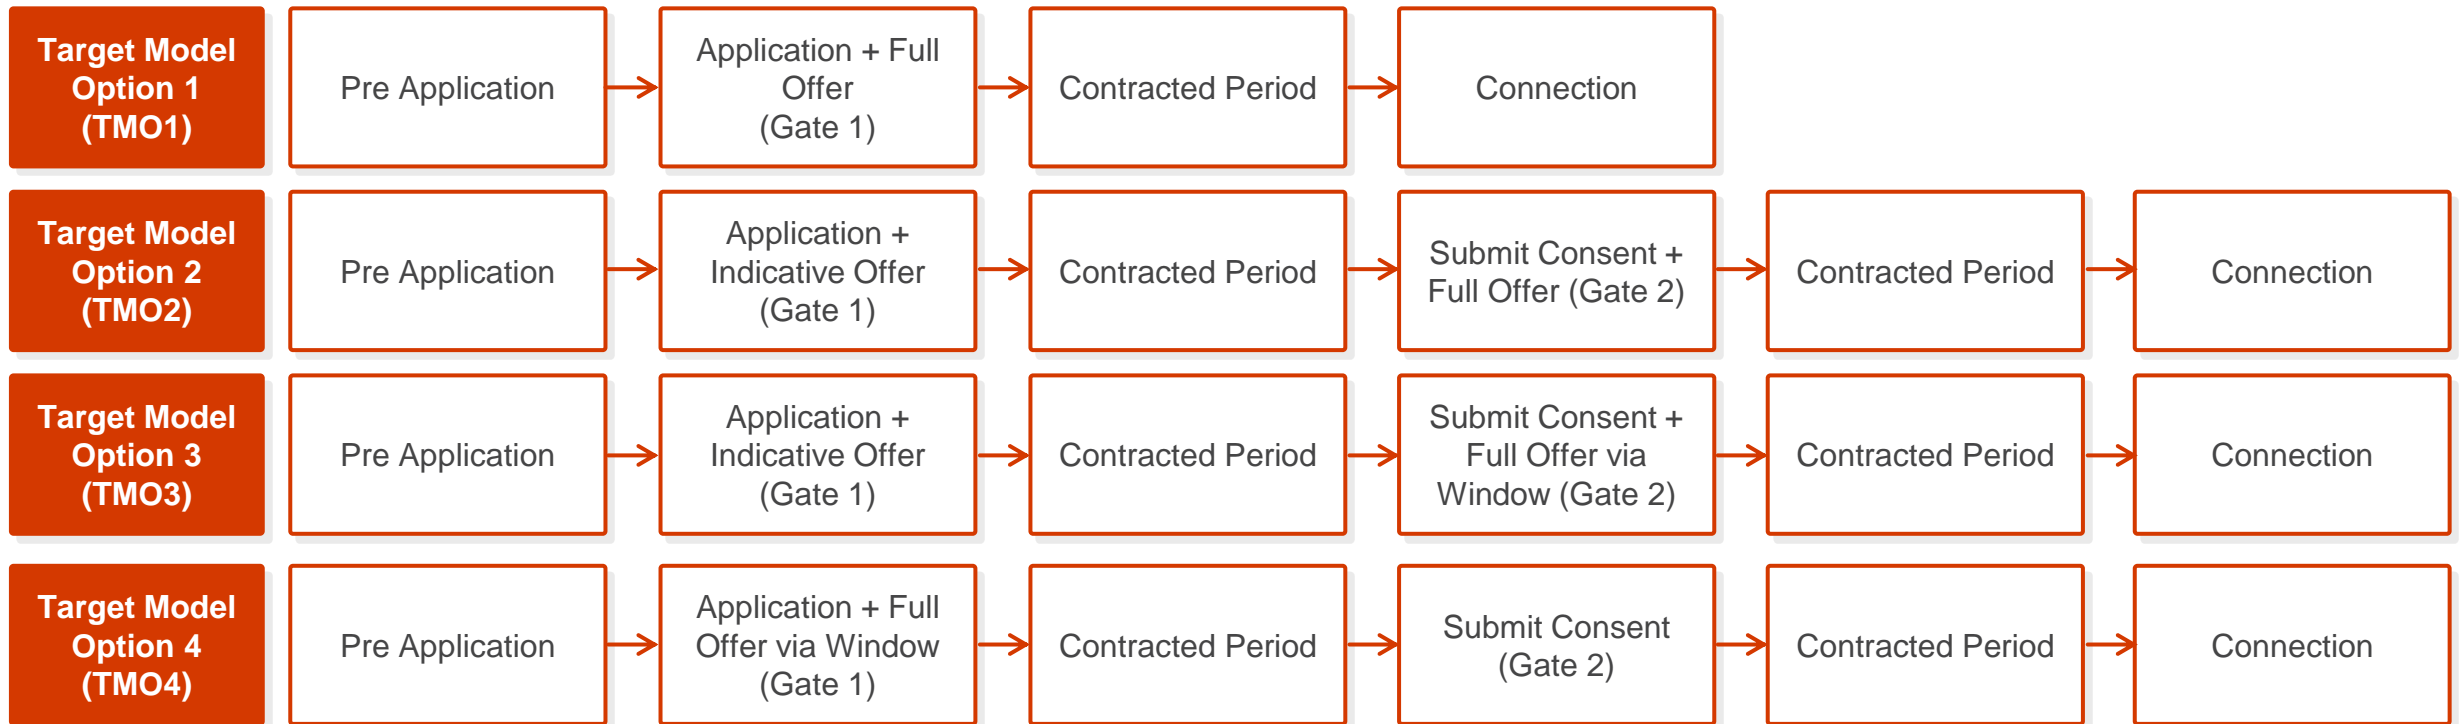 Target Model
Option 1
(TMO1)
Pre Application
Application + Full
Offer
(Gate 1)
Contracted Period
Connection
Target Model
Option 2
(TMO2)
Pre Application
Application +
Indicative Offer
(Gate 1)
Contracted Period
Submit Consent +
Full Offer (Gate 2)
Contracted Period
Connection
Target Model
Option 3
(TMO3)
Pre Application
Application +
Indicative Offer
(Gate 1)
Contracted Period
Submit Consent +
Full Offer via
Window (Gate 2)
Contracted Period
Connection
Target Model
Option 4
(TMO4)
Pre Application
Application + Full
Offer via Window
(Gate 1)
Contracted Period
Submit Consent
(Gate 2)
Contracted Period
Connection